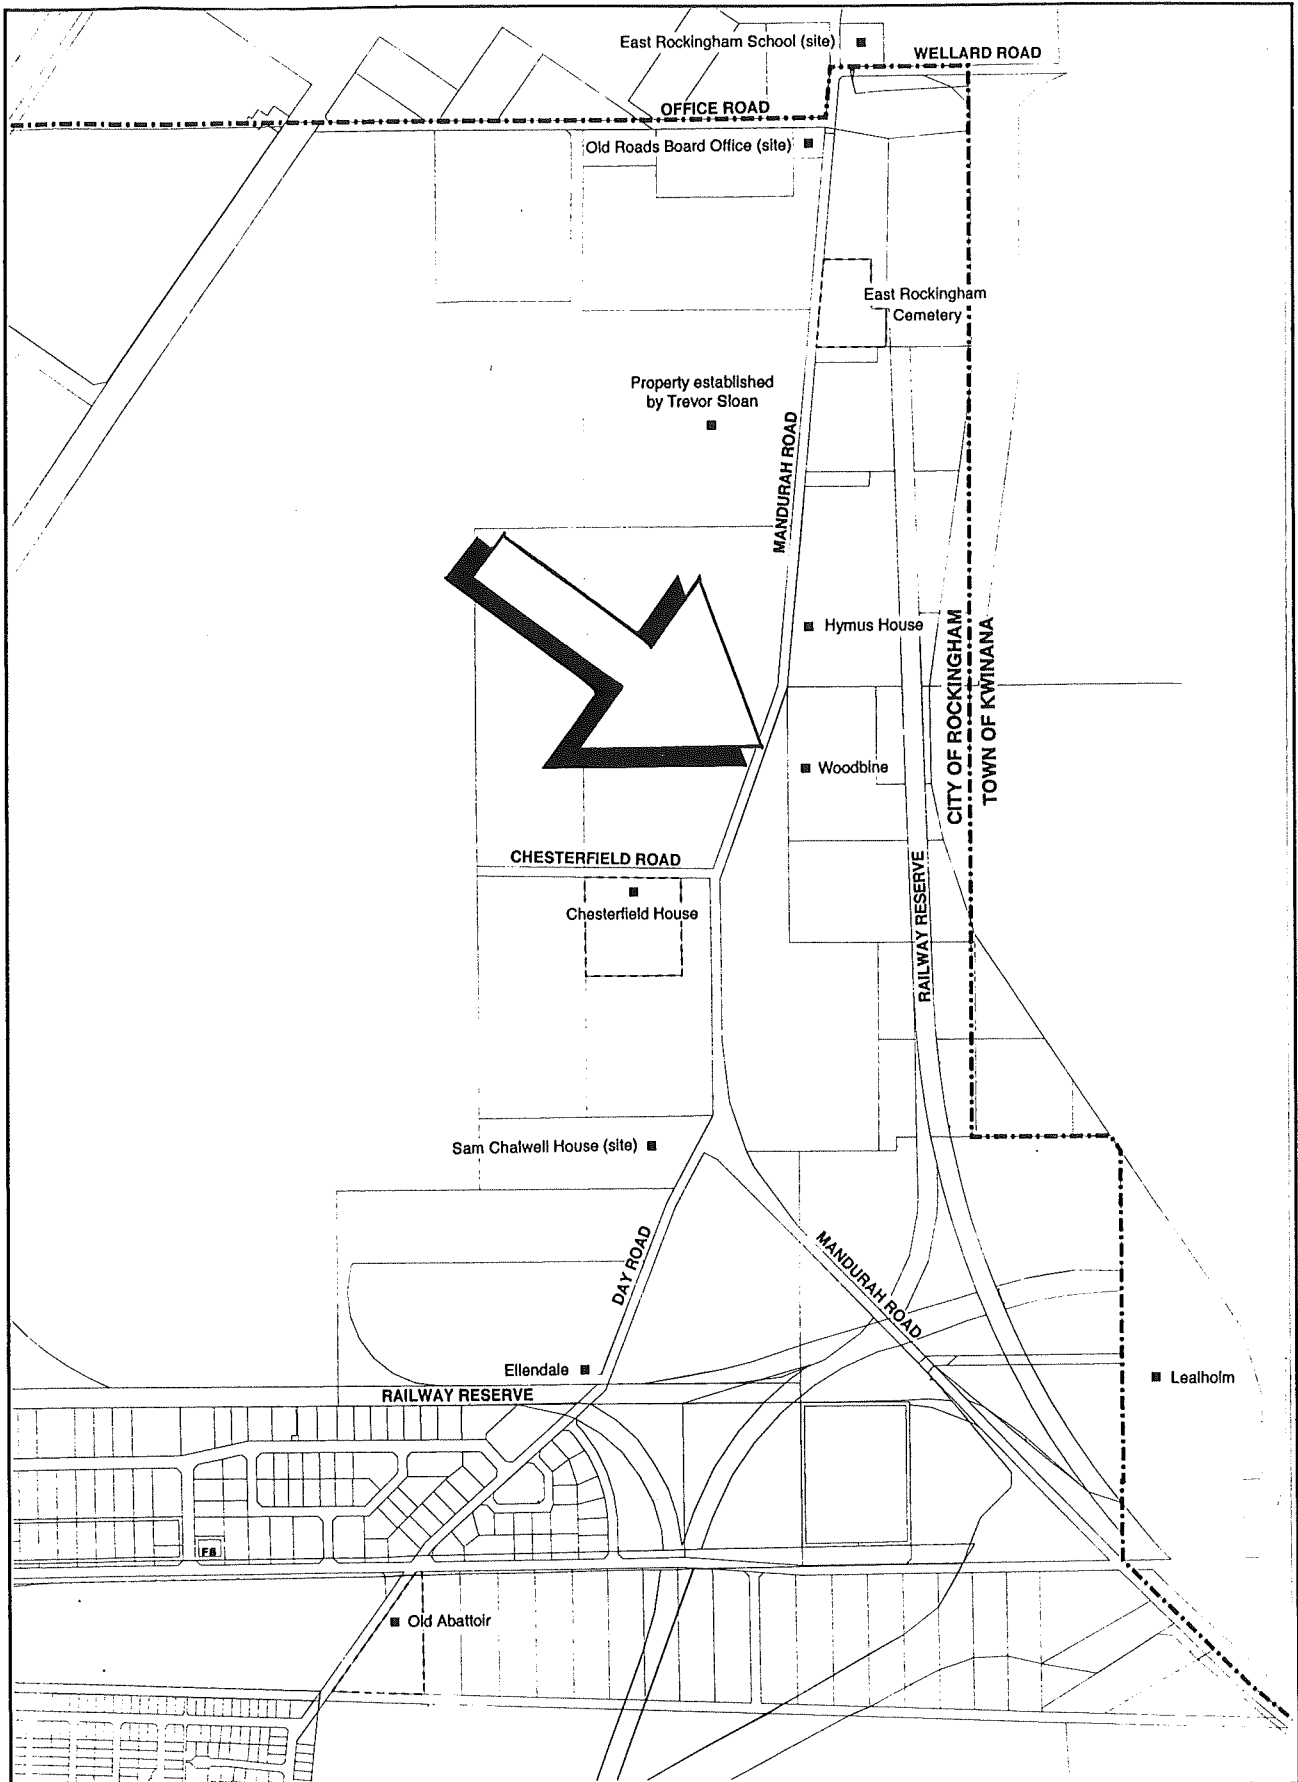 East Rockingham School (site)
WELLARD ROAD
OFFICE ROAD
Old Roads Board Office (site)
East Rockingham
Cemetery
Property established
by Trevor Sloan
MANDURAH ROAD
Hymus House
CITY OF ROCKINGHAM
TOWN OF KWINANA
Woodbine
CHESTERFIELD ROAD
Chesterfield House
RAILWAY RESERVE
Sam Chalwell House (site)
DAY ROAD
MANDURAH ROAD
Ellendale
Lealholm
RAILWAY RESERVE
FB
Old Abattoir